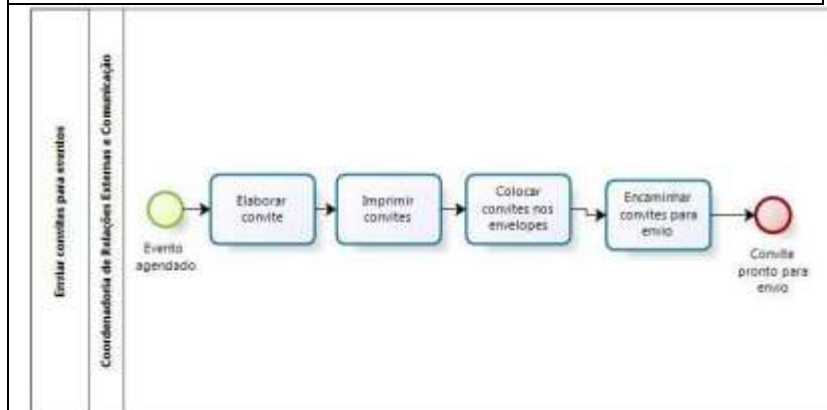 Enviar convites para eventos
Coordenadoria de Relações Externas e Comunicação
Evento
agendado
Elaborar
convite
Imprimir
convites
Colocar
convites nos
envelopes
Encaminhar
convites para
envio
Convite
pronto para
envio